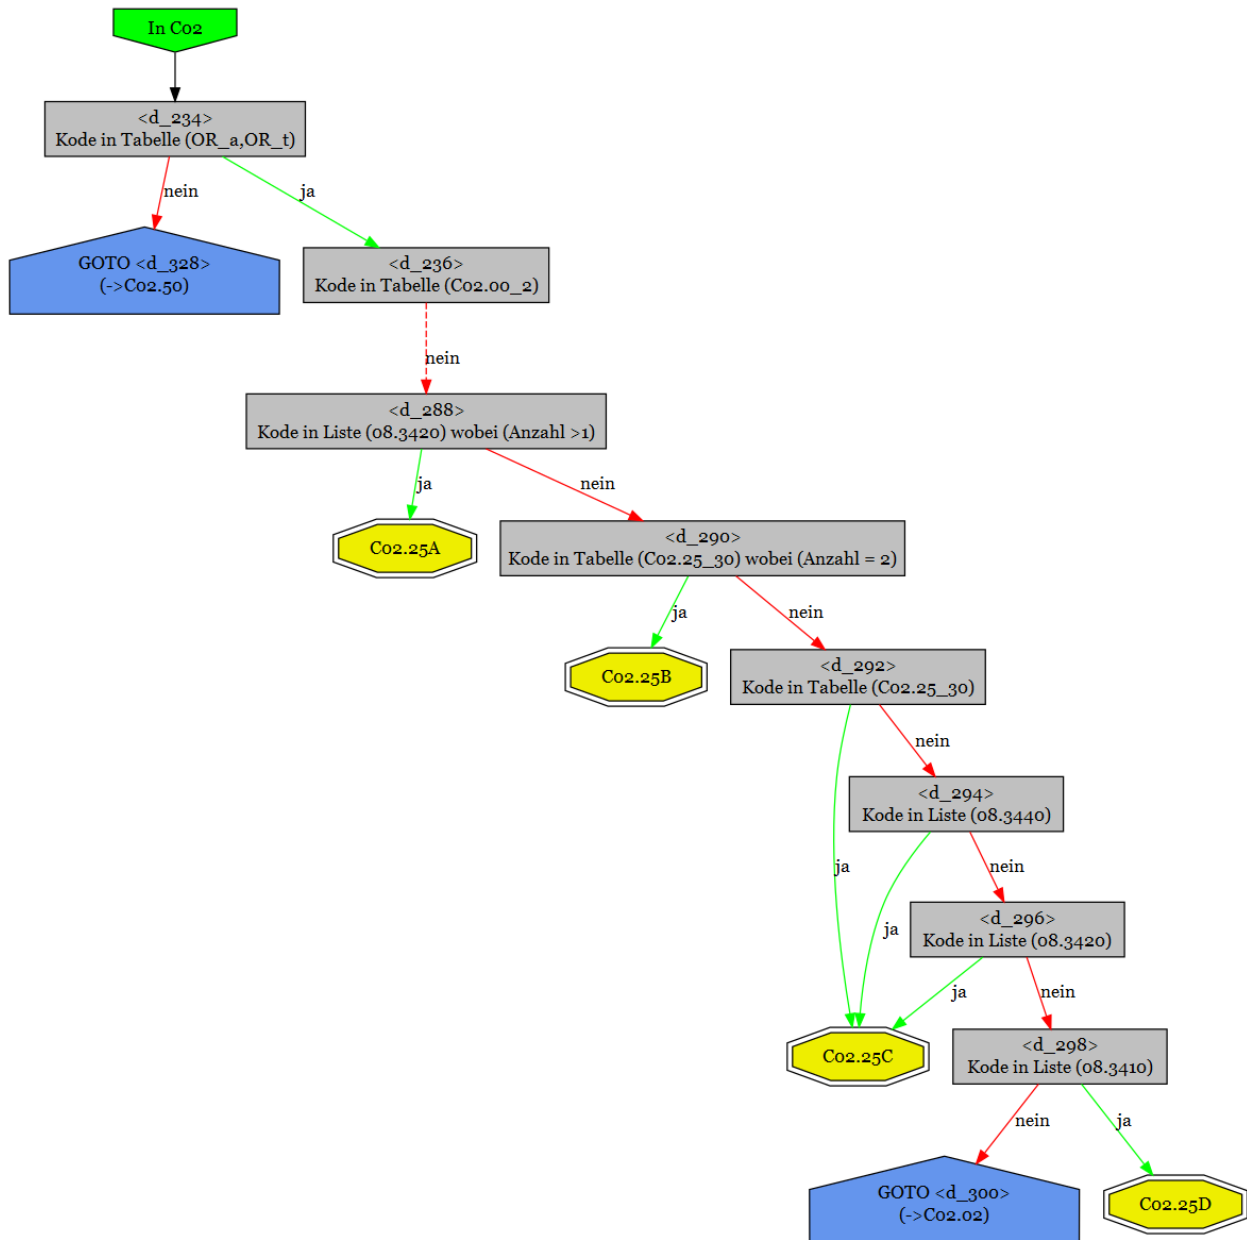 In C02
<d_234>
Kode in Tabelle (OR_a,OR_t)
nein
ja
GOTO <d_328>
(->C02.50)
<d_236>
Kode in Tabelle (C02.00_2)
nein
<d_288>
Kode in Liste (08.3420) wobei (Anzahl >1)
ja
nein
C02.25A
<d_290>
Kode in Tabelle (C02.25_30) wobei (Anzahl = 2)
ja
nein
C02.25B
<d_292>
Kode in Tabelle (C02.25_30)
nein
<d_294>
Kode in Liste (08.3440)
ja
nein
ja
<d_296>
Kode in Liste (08.3420)
ja
nein
C02.25C
<d_298>
Kode in Liste (08.3410)
nein
ja
GOTO <d_300>
(->C02.02)
C02.25D